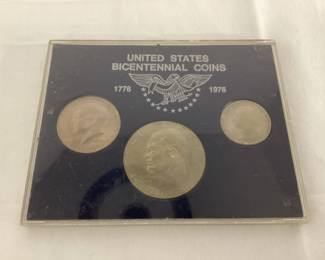 UNITED STATES
BICENTENNIAL COINS
1776 1976